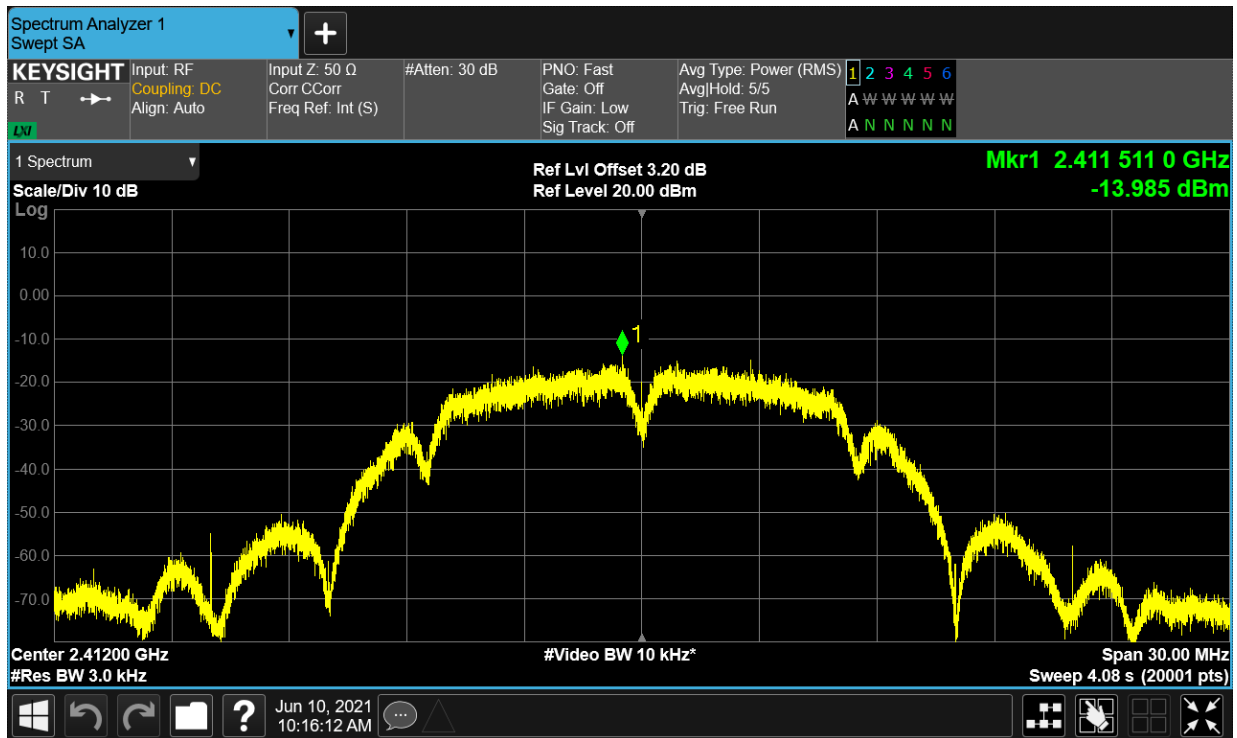 Spectrum Analyzer 1
Swept SA
KEYSIGHT
R T
LXI
Input: RF
Coupling: DC
Align: Auto
Input Z: 50 Ω
Corr CCorr
Freq Ref: Int (S)
#Atten: 30 dB
PNO: Fast
Gate: Off
IF Gain: Low
Sig Track: Off
Avg Type: Power (RMS)
Avg|Hold: 5/5
Trig: Free Run
1 2 3 4 5 6
A W W W W W
A N N N N N
1 Spectrum
Scale/Div 10 dB
Log
Ref Lvl Offset 3.20 dB
Ref Level 20.00 dBm
Mkr1 2.411 511 0 GHz
-13.985 dBm
10.0
0.00
-10.0
-20.0
-30.0
-40.0
-50.0
-60.0
-70.0
1
Center 2.41200 GHz
#Res BW 3.0 kHz
#Video BW 10 kHz*
Span 30.00 MHz
Sweep 4.08 s (20001 pts)
?
Jun 10, 2021
10:16:12 AM